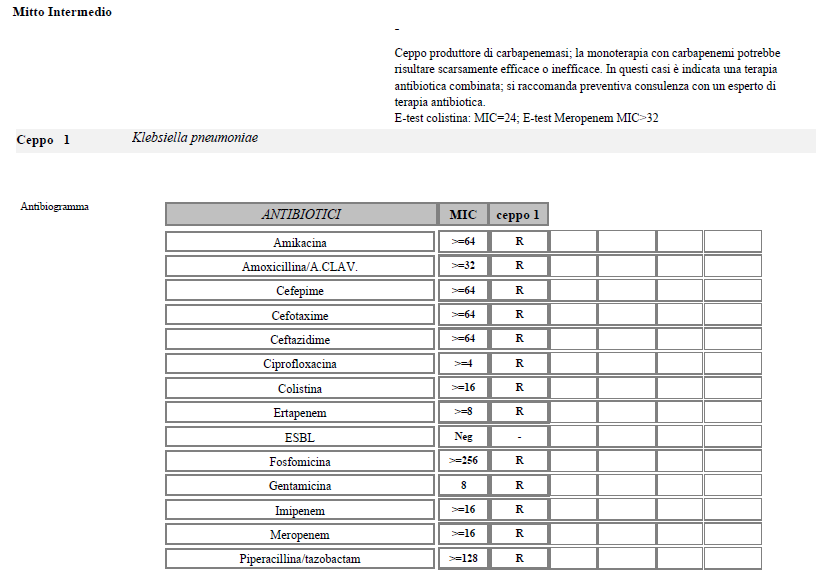 Mitto Intermedio
-
Ceppo produttore di carbapenemasi; la monoterapia con carbapenemi potrebbe
risultare scarsamente efficace o inefficace. In questi casi è indicata una terapia
antibiotica combinata; si raccomanda preventiva consulenza con un esperto di
terapia antibiotica.
E-test colistina: MIC=24; E-test Meropenem MIC>32
Ceppo 1 Klebsiella pneumoniae
Antibiogramma
ANTIBIOTICI MIC ceppo 1
Amikacina >=64 R
Amoxicillina/A.CLAV. >=32 R
Cefepime >=64 R
Cefotaxime >=64 R
Ceftazidime >=64 R
Ciprofloxacina >=4 R
Colistina >=16 R
Ertapenem >=8 R
ESBL Neg -
Fosfomicina >=256 R
Gentamicina 8 R
Imipenem >=16 R
Meropenem >=16 R
Piperacillina/tazobactam >=128 R